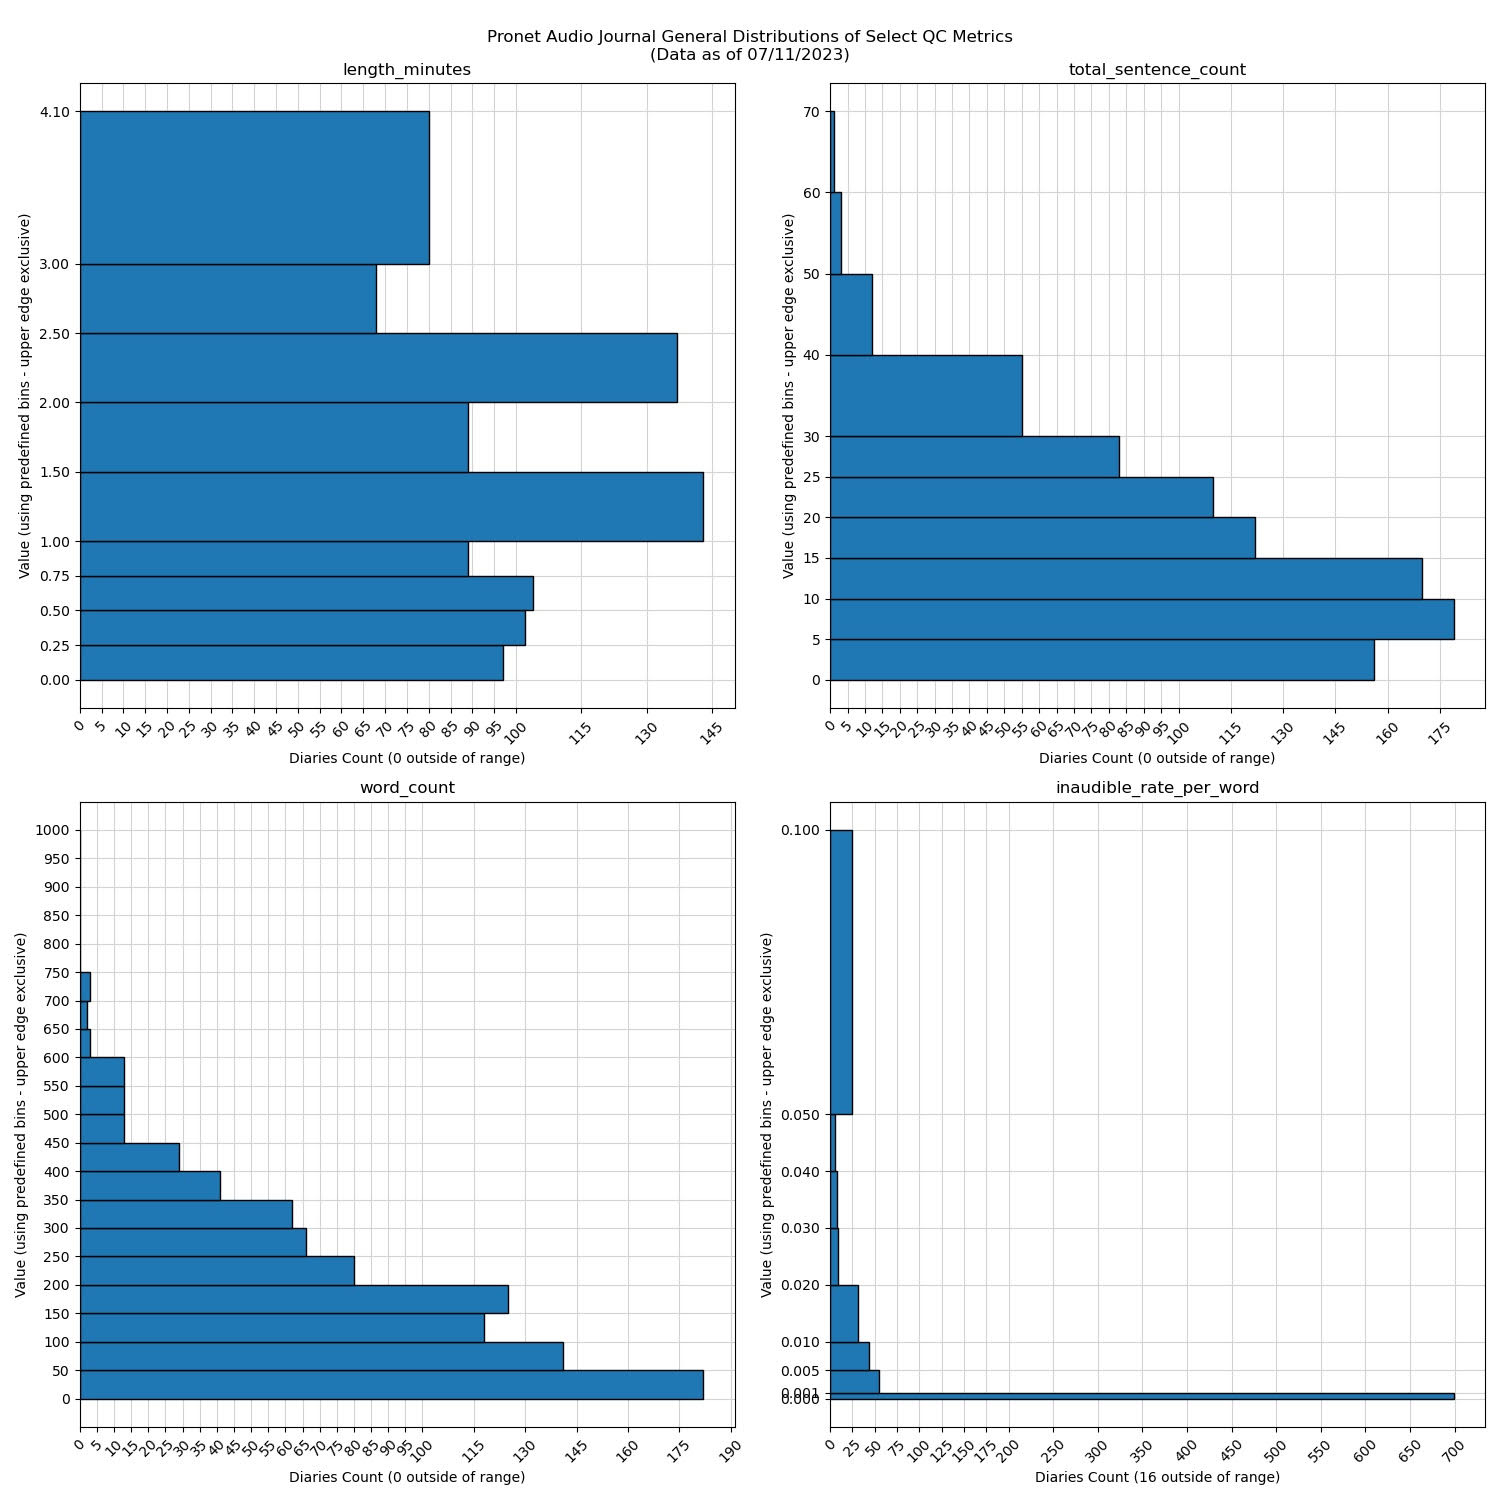 Pronet Audio Journal General Distributions of Select QC Metrics
(Data as of 07/11/2023)
length_minutes
Value (using predefined bins - upper edge exclusive)
4.10
3.00
2.50
2.00
1.50
1.00
0.75
0.50
0.25
0.00
0 5 10 15 20 25 30 35 40 45 50 55 60 65 70 75 80 85 90 95 100 115 130 145
Diaries Count (0 outside of range)
total_sentence_count
Value (using predefined bins - upper edge exclusive)
70
60
50
40
30
25
20
15
10
5
0
0 5 10 15 20 25 30 35 40 45 50 55 60 65 70 75 80 85 90 95 100 115 130 145 160 175
Diaries Count (0 outside of range)
word_count
Value (using predefined bins - upper edge exclusive)
1000
950
900
850
800
750
700
650
600
550
500
450
400
350
300
250
200
150
100
50
0
0 5 10 15 20 25 30 35 40 45 50 55 60 65 70 75 80 85 90 95 100 115 130 145 160 175 190
Diaries Count (0 outside of range)
inaudible_rate_per_word
Value (using predefined bins - upper edge exclusive)
0.100
0.050
0.040
0.030
0.020
0.010
0.005
0.001
0.000
0 25 50 75 100 125 150 175 200 250 300 350 400 450 500 550 600 650 700
Diaries Count (16 outside of range)